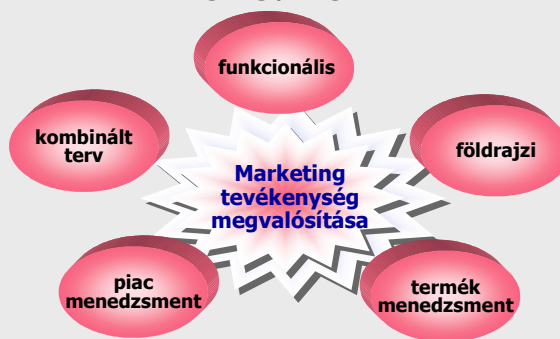 funkcionális
kombinált
terv
földrajzi
Marketing
tevékenység
megvalósítása
piac
menedzsment
termék
menedzsment